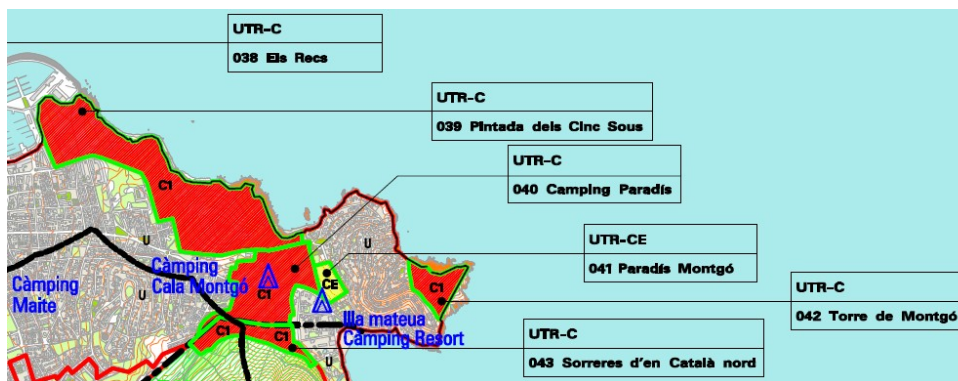 UTR-C
038 Els Recs
UTR-C
039 Pintada dels Cinc Sous
UTR-C
040 Camping Paradís
UTR-CE
041 Paradís Montgó
UTR-C
042 Torre de Montgó
UTR-C
043 Sorreres d'en Català nord
C1
U
U
Càmping
Cala Montgó
C1
CE
C1
Càmping
Maite
U
Illa mateua
Càmping Resort
C1
C1